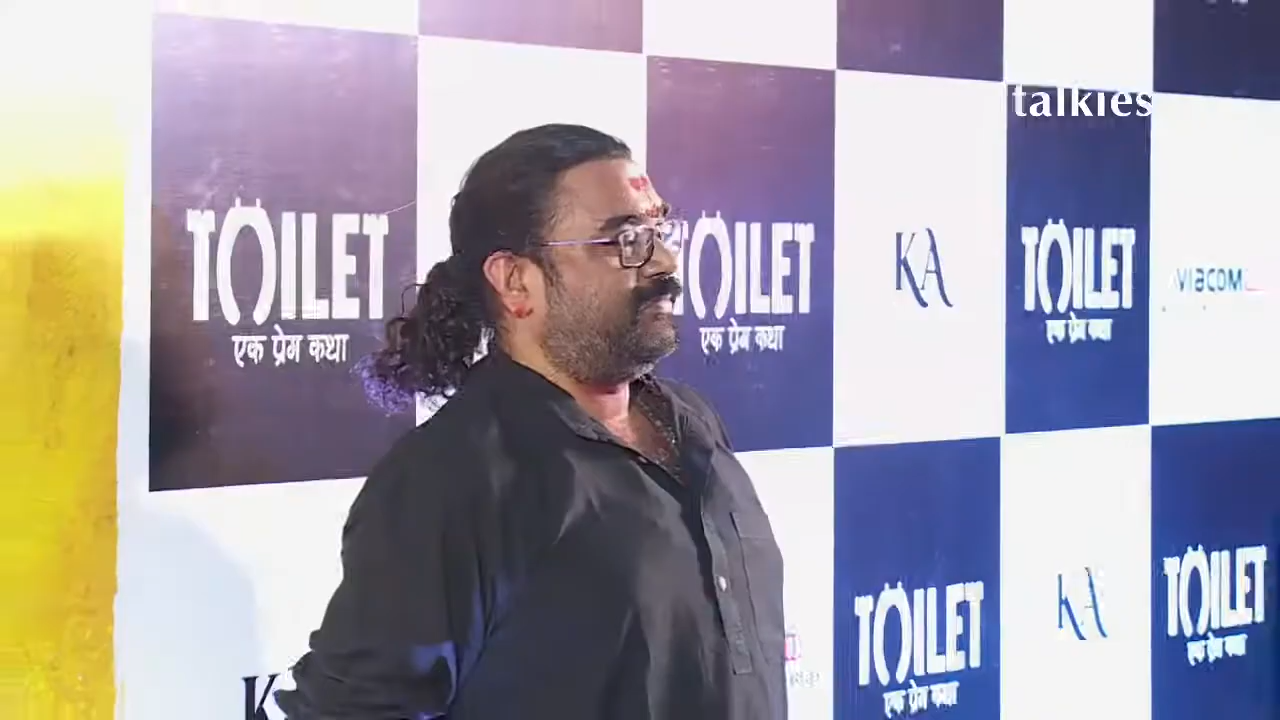 talkies
TOILET
एक प्रेम कथा
TOILET
एक प्रेम कथा
KA
TOILET
एक प्रेम कथा
VIACOM
TOILET
एक प्रेम कथा
KA
TOILET
एक प्रेम कथा
K